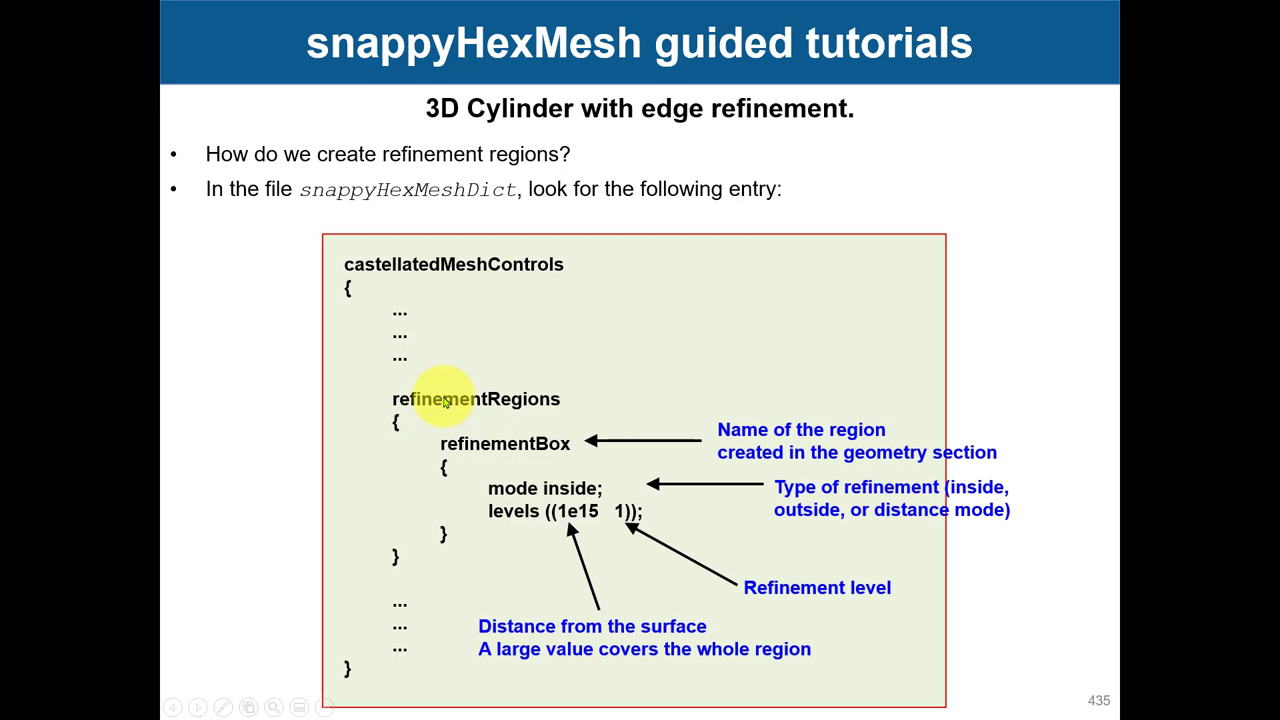 snappyHexMesh guided tutorials
3D Cylinder with edge refinement.
• How do we create refinement regions?
• In the file snappyHexMeshDict, look for the following entry:
castellatedMeshControls
{
...
...
...
refinementRegions
{
refinementBox
{
mode inside;
levels ((1e15 1));
}
}
...
...
...
}
Name of the region
created in the geometry section
Type of refinement (inside,
outside, or distance mode)
Refinement level
Distance from the surface
A large value covers the whole region
435